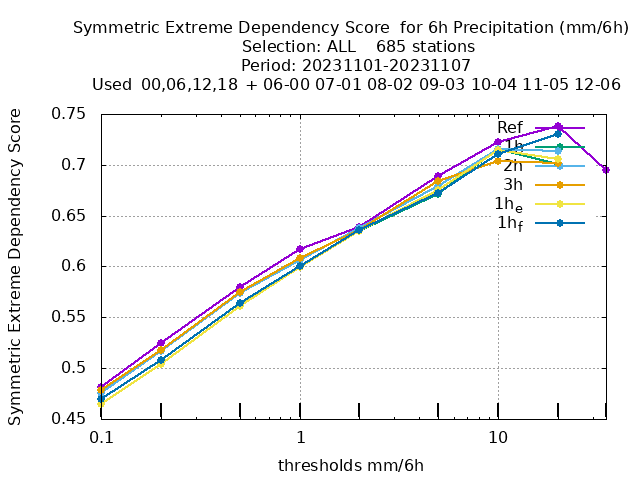 Symmetric Extreme Dependency Score  for 6h Precipitation (mm/6h)
Selection: ALL    685 stations
Period: 20231101-20231107
Used  00,06,12,18  + 06-00 07-01 08-02 09-03 10-04 11-05 12-06
Symmetric Extreme Dependency Score
0.75
0.7
0.65
0.6
0.55
0.5
0.45
0.1 1 10
thresholds mm/6h
Ref
1h
2h
3h
1he
1hf